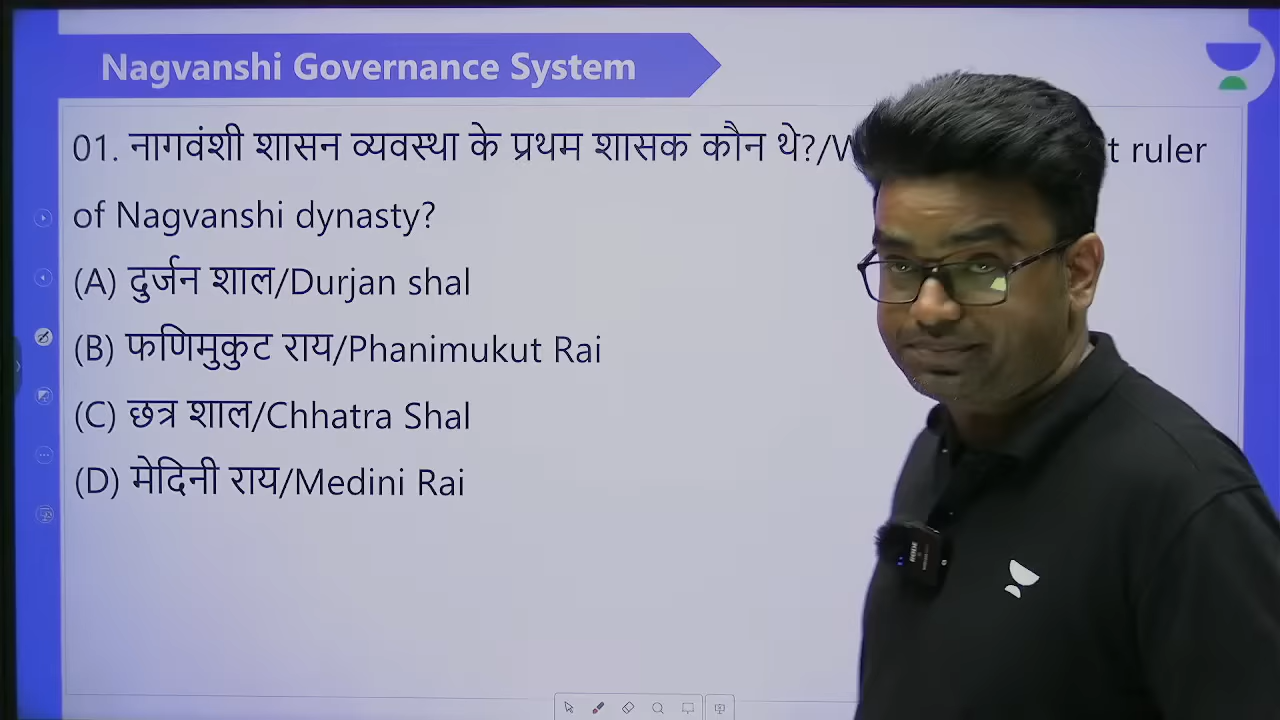 Nagvanshi Governance System
01. नागवंशी शासन व्यवस्था के प्रथम शासक कौन थे?/ ruler
of Nagvanshi dynasty?
(A) दुर्जन शाल/Durjan shal
(B) फणिमुकुट राय/Phanimukut Rai
(C) छत्र शाल/Chhatra Shal
(D) मेदिनी राय/Medini Rai
RODE